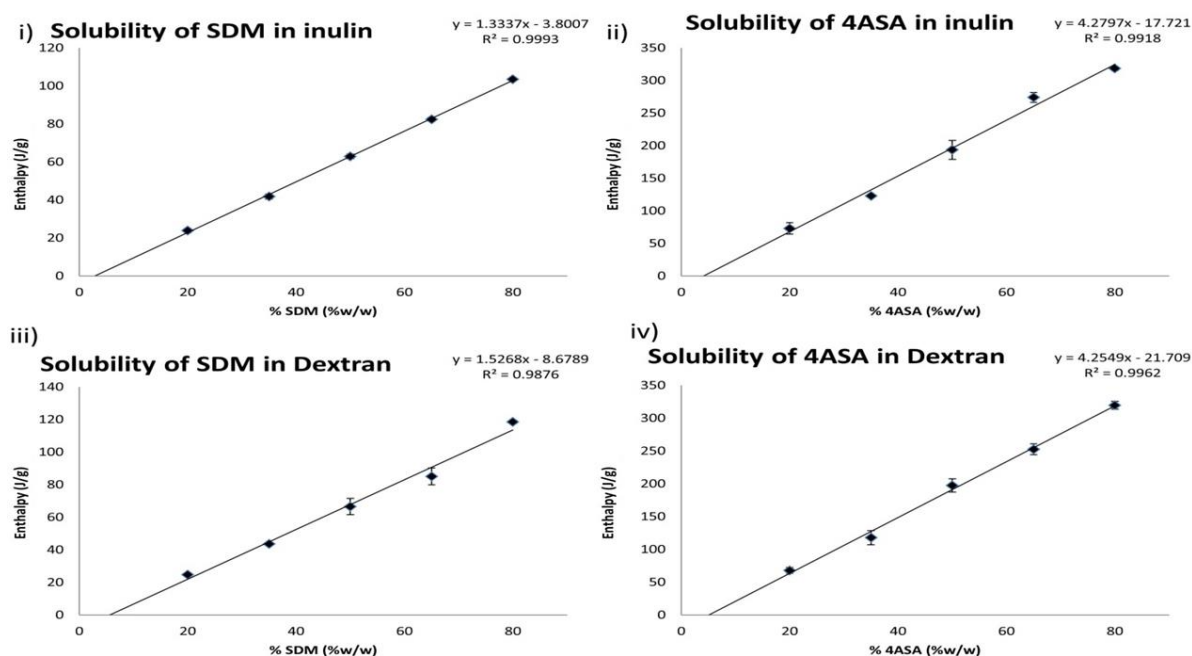 i)
Solubility of SDM in inulin
y = 1.3337x - 3.8007
R² = 0.9993
120
100
80
60
40
20
0
Enthalpy (J/g)
0 20 40 60 80
% SDM (%w/w)
ii)
Solubility of 4ASA in inulin
y = 4.2797x - 17.721
R² = 0.9918
350
300
250
200
150
100
50
0
Enthalpy (J/g)
0 20 40 60 80
% 4ASA (%w/w)
iii)
Solubility of SDM in Dextran
y = 1.5268x - 8.6789
R² = 0.9876
140
120
100
80
60
40
20
0
Enthalpy (J/g)
0 20 40 60 80
% SDM (%w/w)
iv)
Solubility of 4ASA in Dextran
y = 4.2549x - 21.709
R² = 0.9962
350
300
250
200
150
100
50
0
Enthalpy (J/g)
0 20 40 60 80
% 4ASA (%w/w)